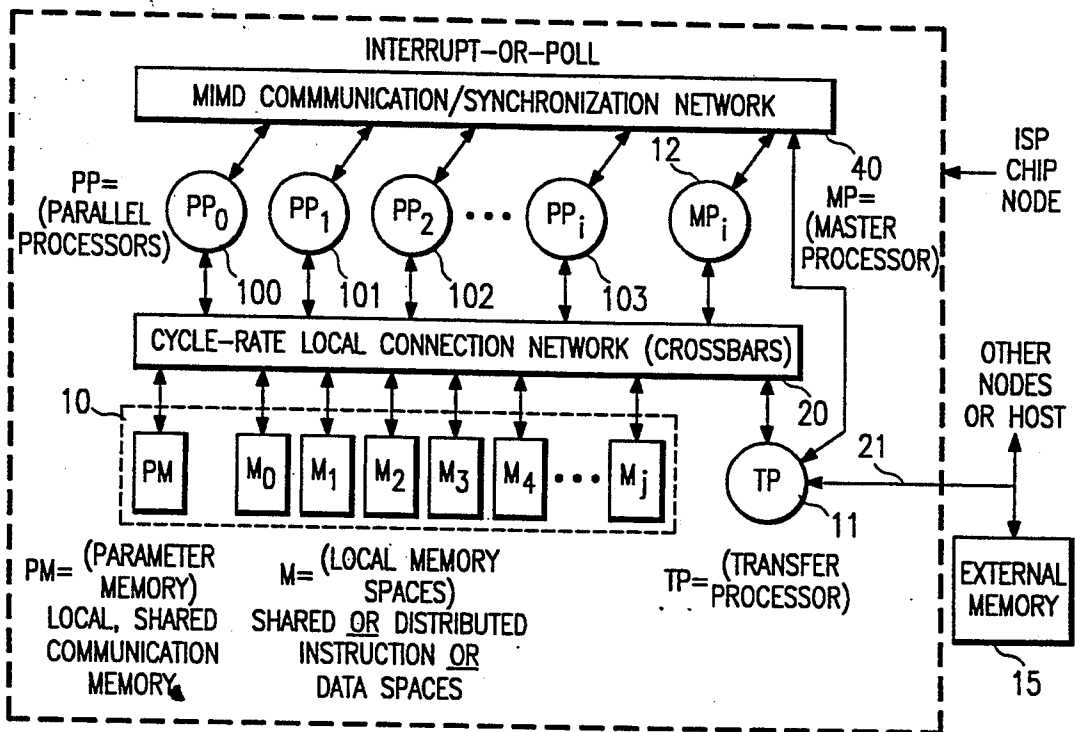 INTERRUPT-OR-POLL
MIMD COMMMUNICATION/SYNCHRONIZATION NETWORK
40
12
ISP
CHIP
NODE
PP=
(PARALLEL
PROCESSORS)
PP0
PP1
PP2
PPi
MPi
MP=
(MASTER
PROCESSOR)
100
101
102
103
CYCLE-RATE LOCAL CONNECTION NETWORK (CROSSBARS)
20
OTHER
NODES
OR HOST
10
PM
M0
M1
M2
M3
M4
Mj
TP
11
21
PM= (PARAMETER
MEMORY)
LOCAL, SHARED
COMMUNICATION
MEMORY
M= (LOCAL MEMORY
SPACES)
SHARED OR DISTRIBUTED
INSTRUCTION OR
DATA SPACES
TP= (TRANSFER
PROCESSOR)
EXTERNAL
MEMORY
15